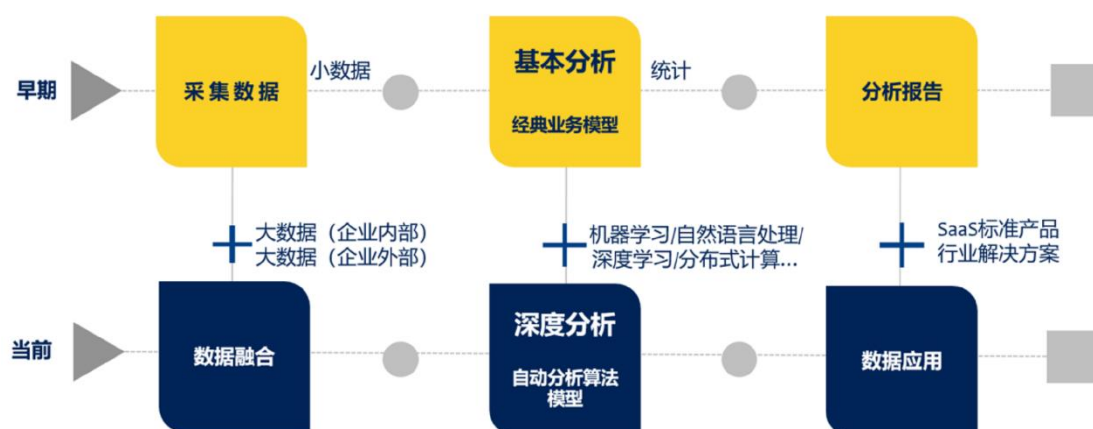 早期
采集数据
小数据
基本分析
经典业务模型
统计
分析报告
大数据（企业内部）
大数据（企业外部）
机器学习/自然语言处理/
深度学习/分布式计算...
SaaS标准产品
行业解决方案
当前
数据融合
深度分析
自动分析算法
模型
数据应用